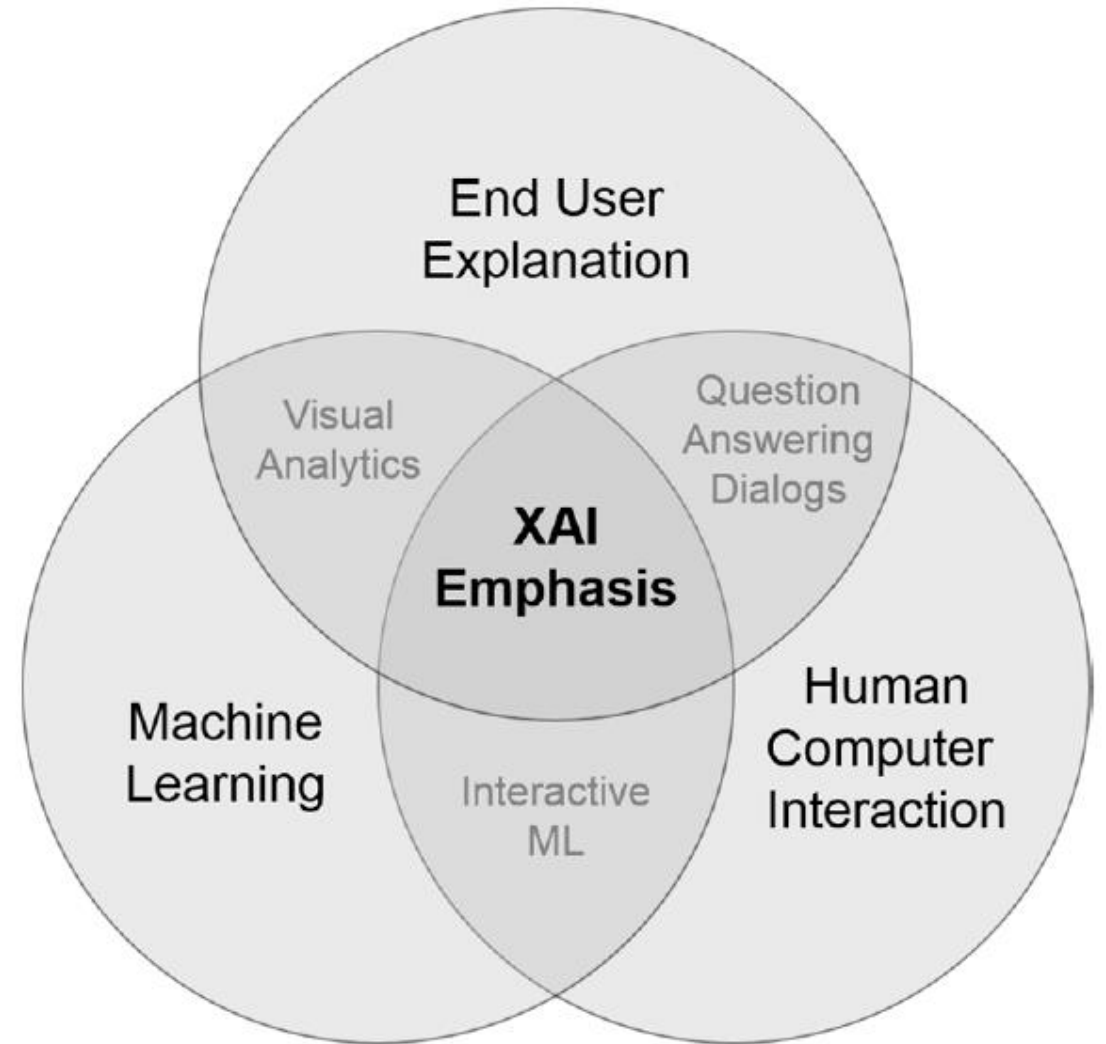 End User
Explanation
Visual
Analytics
Question
Answering
Dialogs
XAI
Emphasis
Machine
Learning
Human
Computer
Interaction
Interactive
ML